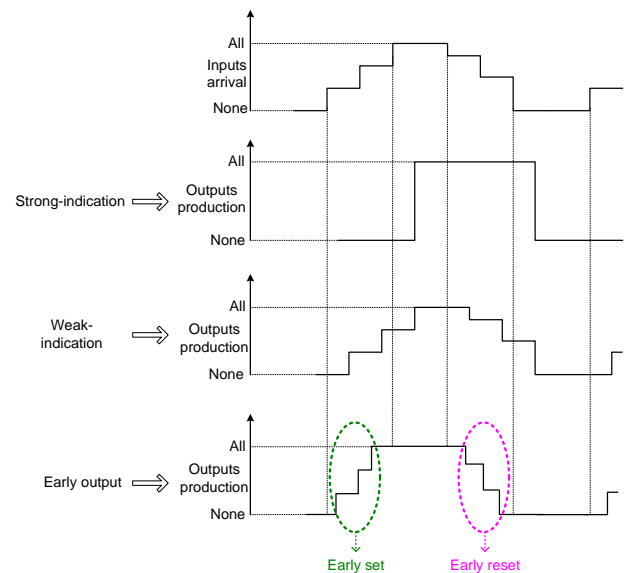 All
Inputs
arrival
None
All
Strong-indication
Outputs
production
None
All
Weak-
indication
Outputs
production
None
All
Early output
Outputs
production
None
Early set
Early reset